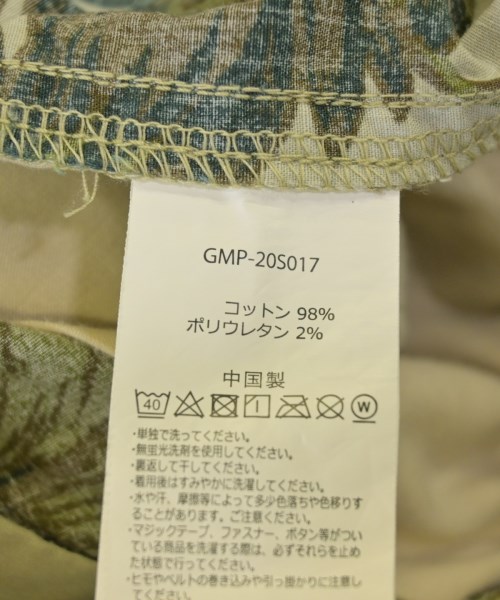 GMP-20S017
コットン 98%
ポリウレタン 2%
中国製
40
W
・単独で洗ってください。
・無蛍光洗剤を使用してください。
・裏返して干してください。
・着用後はすみやかに洗濯してください。
・水や汗、摩擦等によって多少色落ちや色移りす
ることがあります。ご注意ください。
・マジックテープ、ファスナー、ボタン等がつい
ている商品を洗濯する際は、必ずそれらを止め
た状態で行ってください。
・ヒモやベルトの巻き込みや引っ掛かりに注意し
てください。